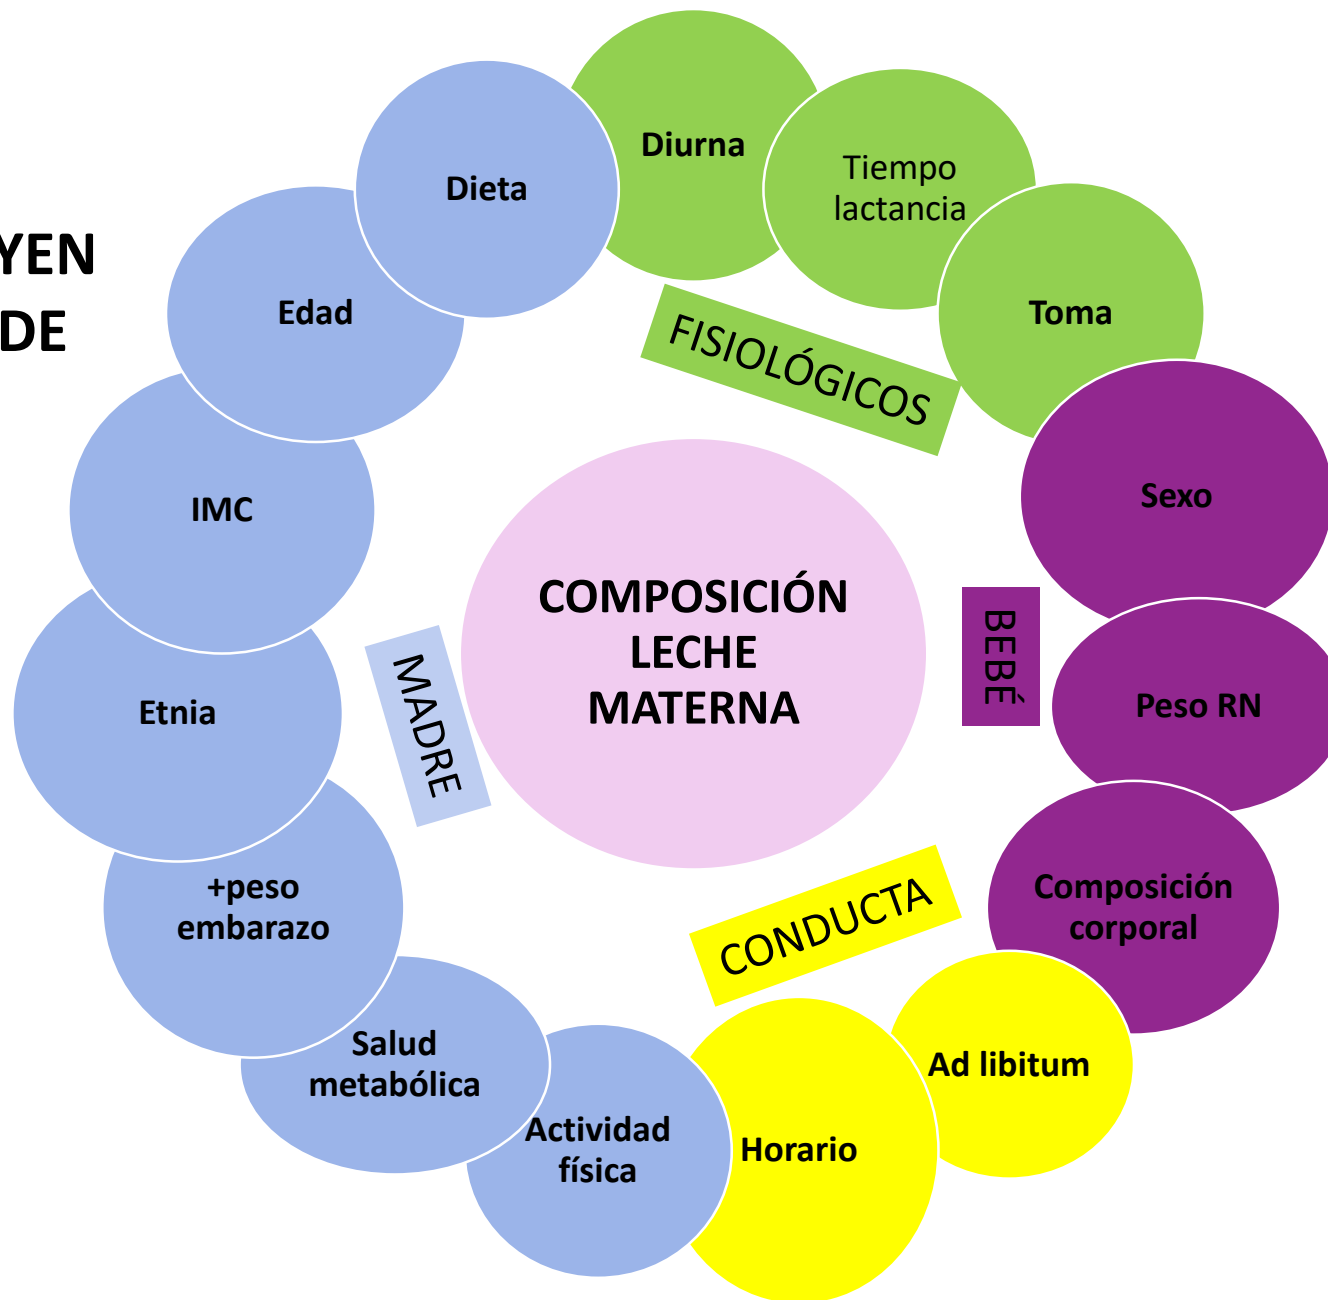 YEN
DE
Diurna
Tiempo
lactancia
Toma
Sexo
Peso RN
Composición
corporal
Ad libitum
Horario
Actividad
física
Salud
metabólica
+peso
embarazo
Etnia
IMC
Edad
Dieta
FISIOLÓGICOS
BEBÉ
CONDUCTA
MADRE
COMPOSICIÓN
LECHE
MATERNA